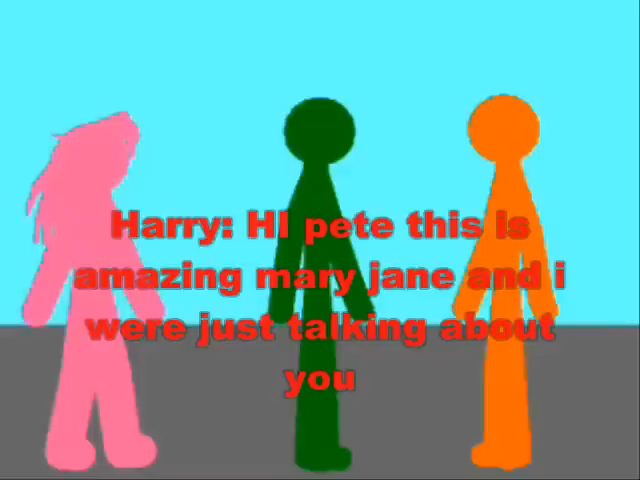 Harry: HI pete this is
amazing mary jane and i
were just talking about
you